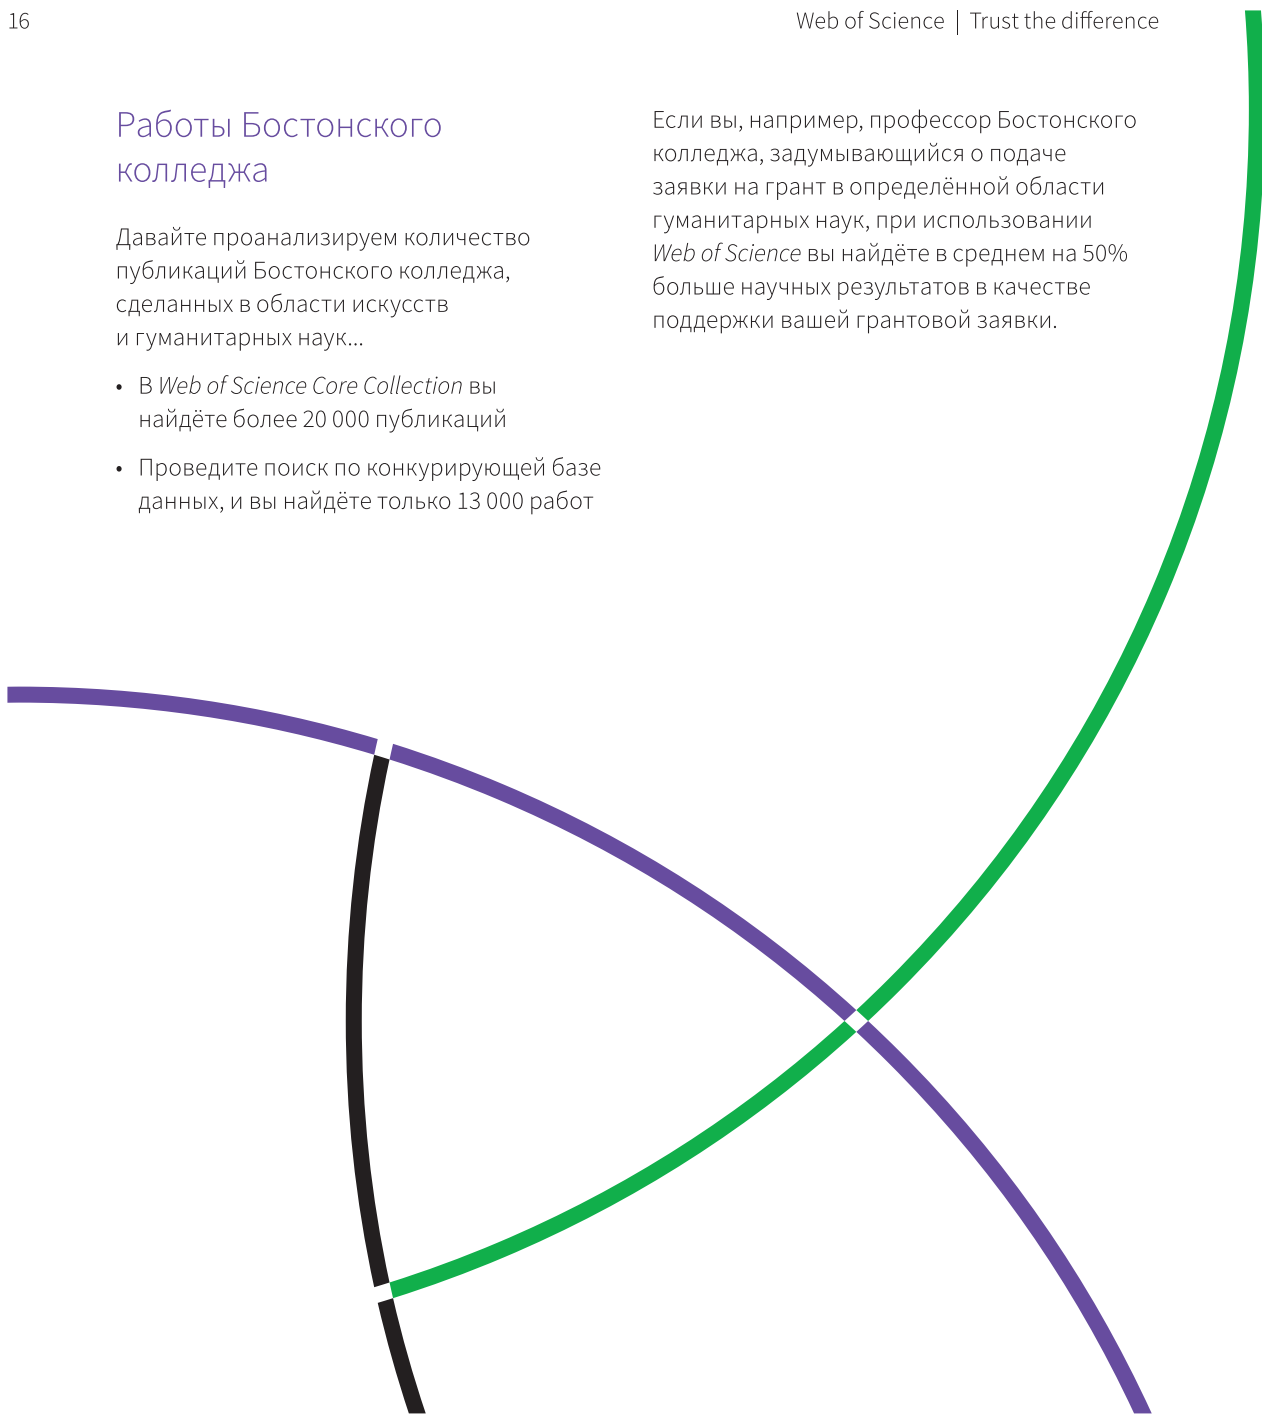 16
Web of Science | Trust the difference
Работы Бостонского
колледжа
Давайте проанализируем количество
публикаций Бостонского колледжа,
сделанных в области искусств
и гуманитарных наук...
• В Web of Science Core Collection вы
найдёте более 20 000 публикаций
• Проведите поиск по конкурирующей базе
данных, и вы найдёте только 13 000 работ
Если вы, например, профессор Бостонского
колледжа, задумывающийся о подаче
заявки на грант в определённой области
гуманитарных наук, при использовании
Web of Science вы найдёте в среднем на 50%
больше научных результатов в качестве
поддержки вашей грантовой заявки.